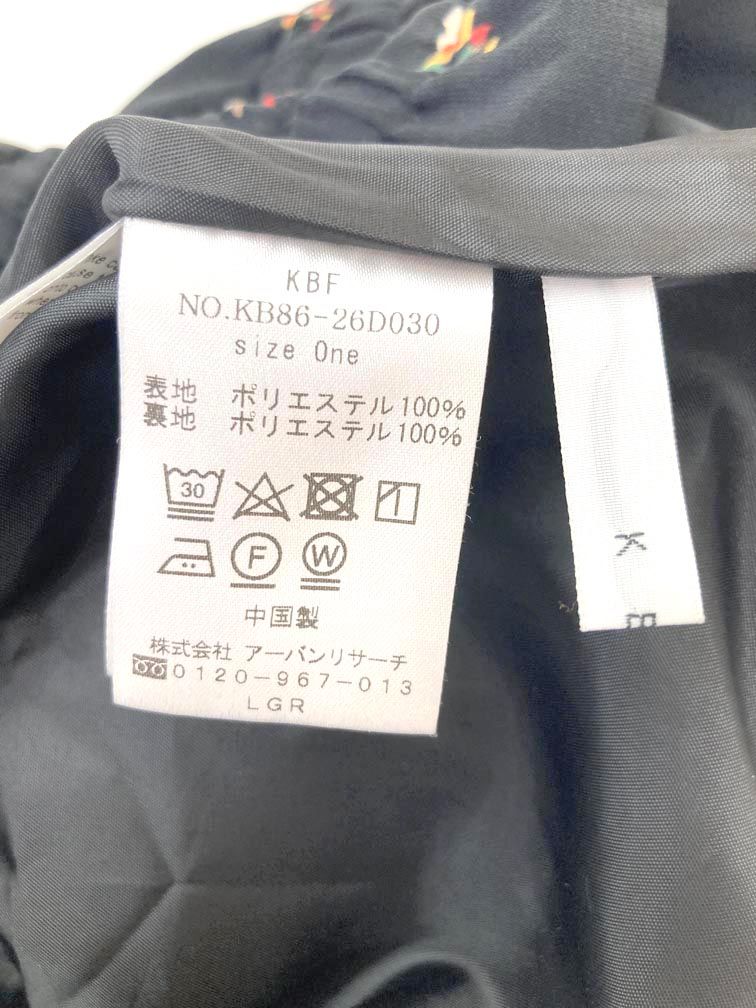 KBF
NO.KB86-26D030
size One
表地 ポリエステル100%
裏地 ポリエステル100%
30
F W
中国製
株式会社 アーバンリサーチ
0120-967-013
LGR
K B